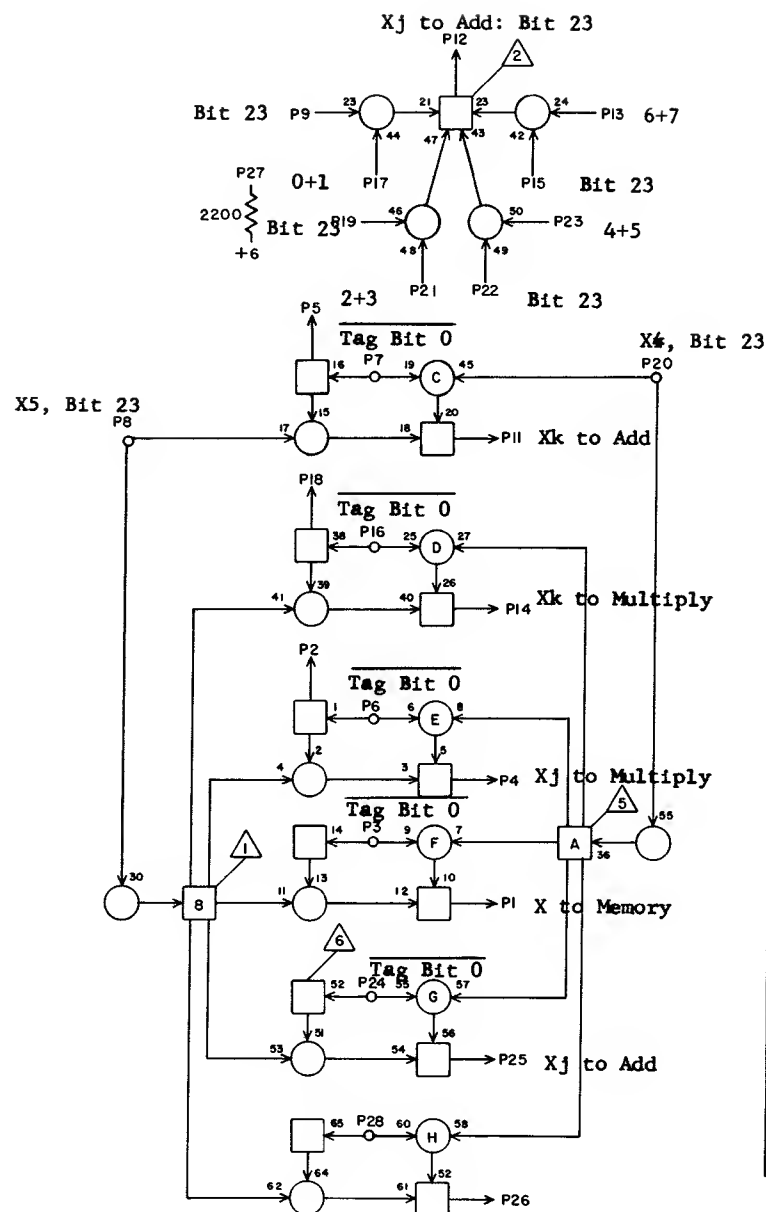 Xj to Add: Bit 23
P12
2
Bit 23 P9 23 21 23 24 P13 6+7
44 47 43 42
P27 0+1 P17 P15 Bit 23
2200 Bit 23 P19 46 50 P23 4+5
+6 48 49
P21 P22
2+3 Bit 23
P5 Tag Bit 0 X4, Bit 23
16 P7 19 C 45 P20
X5, Bit 23 15 20
P8 17 18 P11 Xk to Add
P18 Tag Bit 0
38 P16 25 D 27
39 26
41 40 P14 Xk to Multiply
P2 Tag Bit 0
1 P6 6 E 8
2 5
4 3 P4 Xj to Multiply
Tag Bit 0 5 55
14 P3 9 F 7 A 36
30 1 13 10
8 11 12 P1 X to Memory
6 Tag Bit 0
52 P24 55 G 57
51 56
53 54 P25 Xj to Add
65 P28 60 H 58
64 52
62 61 P26